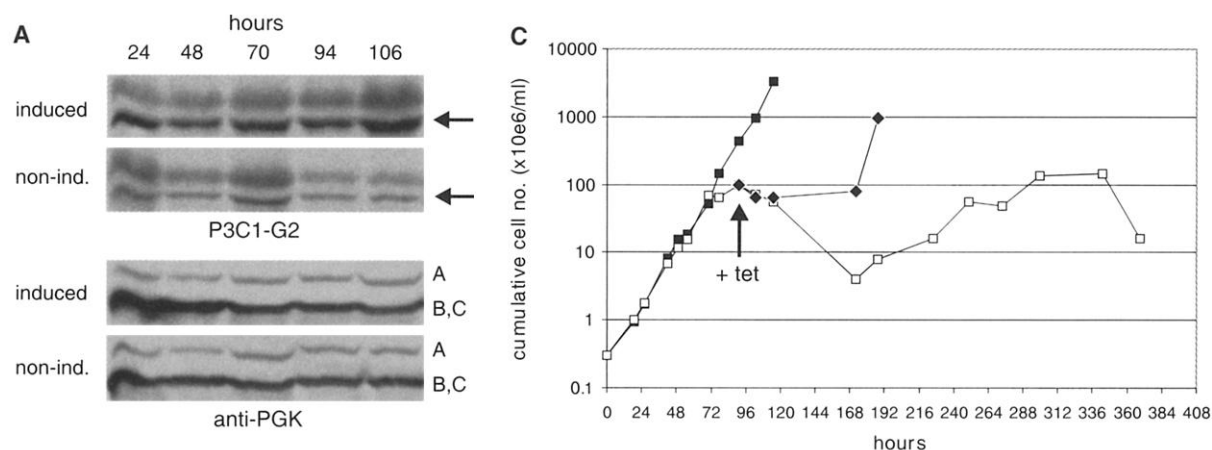 A
hours
24 48 70 94 106
induced
non-ind.
P3C1-G2
induced
A
B,C
non-ind.
A
B,C
anti-PGK
C
cumulative cell no. (x10e6/ml)
10000
1000
100
10
1
0.1
+ tet
0 24 48 72 96 120 144 168 192 216 240 264 288 312 336 360 384 408
hours